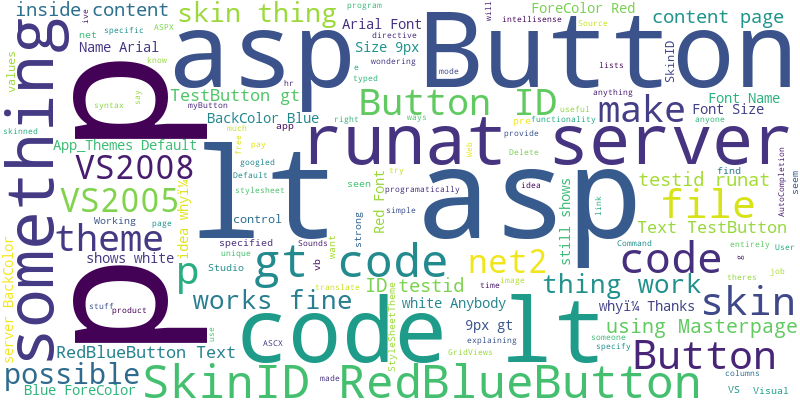 inside content
skin thing
Arial Font
program
ForeColor Red
content page
something
Name Arial
asp Button
specific
ASPX
net
ive
will
intellisense
Source
directive
Size 9px
wondering
e
typed
mode
lists
SkinID
values
know
syntax
say
d d
TestButton gt
myButton
hr
Button ID
make
Font Name
Font Size
BackColor Blue
app
right
ways
pre
functionality
useful
anyone
App_Themes Default
much
free
pay
runat server
provide
Delete
Web
AutoCompletion
VS2008
VS2005
googled
Default
stylesheet
lt asp
Red Font
seen
programatically
simple
try
idea
still shows
link
testid runat
find
seem
file
theme
Working
page
control
specified
unique
Studio
vb
want
strong
Text TestButton
Command
entirely
User
shows white
idea whyï¼
p
gt code
net2
code
theres
go
job
server BackColor
stuff
product
works fine
Sounds
translate
ID testid
time
image
thing work
skin
use
ASCX
white Anybody
StyleSheetTheme
9px gt
whyï¼ Thanks
using Masterpage
RedBlueButton Text
code lt
GridViews
explaining
someone
specify
Button
possible
Blue ForeColor
made
SkinID RedBlueButton
columns
VS
Visual
skinned